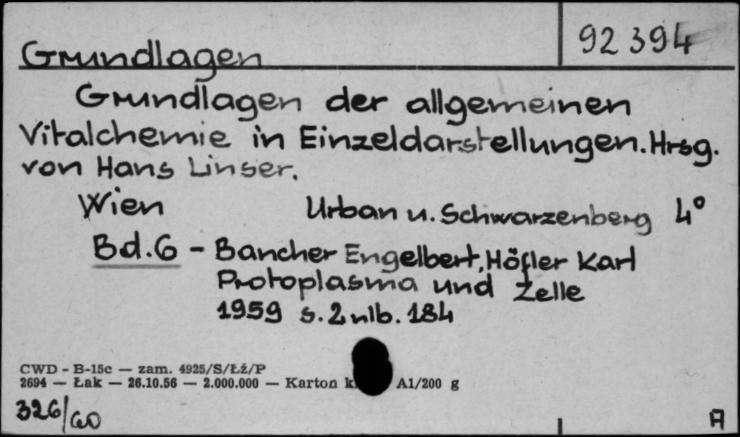 Grundlagen 92394
Grundlagen der allgemeinen
Vitalchemie in Einzeldarstellungen. Hrsg.
von Hans Linser.
Wien Urban u. Schwarzenberg 4°
Bd. 6 - Bancher Engelbert, Höfler Karl
Protoplasma und Zelle
1959 s. 2 nlb. 184
CWD - B-15c — zam. 4925/S/Łź/P
2694 — Łak — 26.10.56 — 2.000.000 — Karton A1/200 g
326/60
A